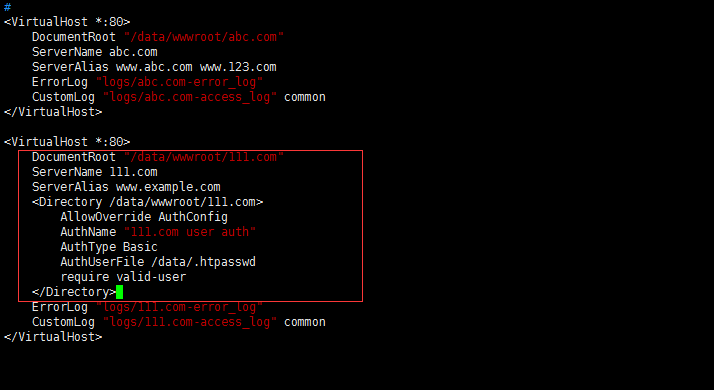 #
<VirtualHost *:80>
    DocumentRoot "/data/wwwroot/abc.com"
    ServerName abc.com
    ServerAlias www.abc.com www.123.com
    ErrorLog "logs/abc.com-error_log"
    CustomLog "logs/abc.com-access_log" common
</VirtualHost>
<VirtualHost *:80>
    DocumentRoot "/data/wwwroot/111.com"
    ServerName 111.com
    ServerAlias www.example.com
    <Directory /data/wwwroot/111.com>
        AllowOverride AuthConfig
        AuthName "111.com user auth"
        AuthType Basic
        AuthUserFile /data/.htpasswd
        require valid-user
    </Directory>
    ErrorLog "logs/111.com-error_log"
    CustomLog "logs/111.com-access_log" common
</VirtualHost>